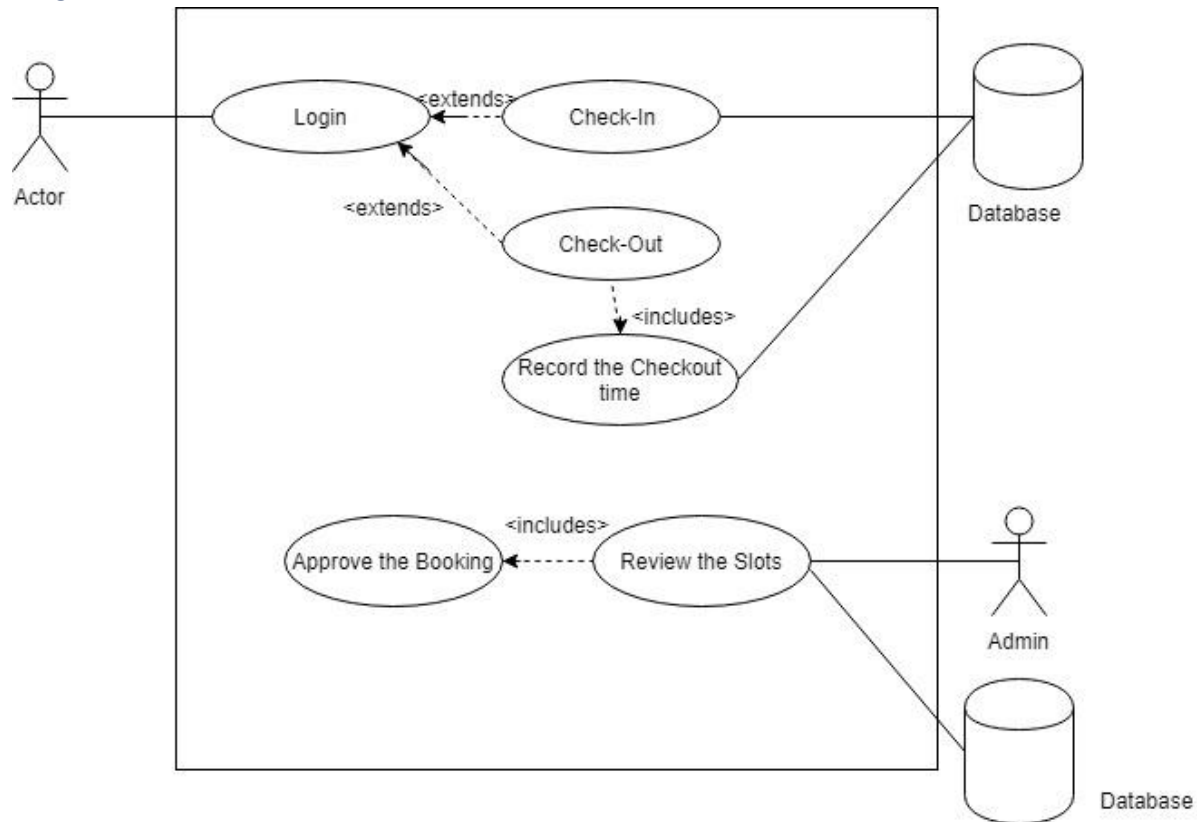 <extends>
Login
Check-In
Actor
Database
<extends>
Check-Out
<includes>
Record the Checkout
time
<includes>
Approve the Booking
Review the Slots
Admin
Database